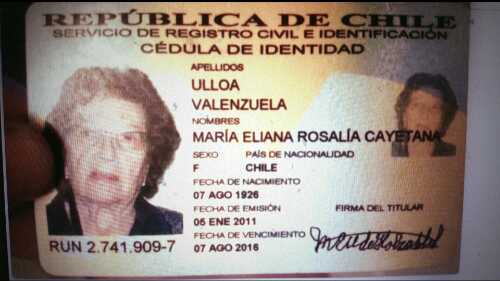 REPÚBLICA DE CHILE
SERVICIO DE REGISTRO CIVIL E IDENTIFICACIÓN
CÉDULA DE IDENTIDAD
APELLIDOS
ULLOA
VALENZUELA
NOMBRES
MARÍA ELIANA ROSALÍA CAYETANA
SEXO PAÍS DE NACIONALIDAD
F CHILE
FECHA DE NACIMIENTO
07 AGO 1926
FECHA DE EMISIÓN FIRMA DEL TITULAR
05 ENE 2011
FECHA DE VENCIMIENTO
07 AGO 2016
RUN 2.741.909-7